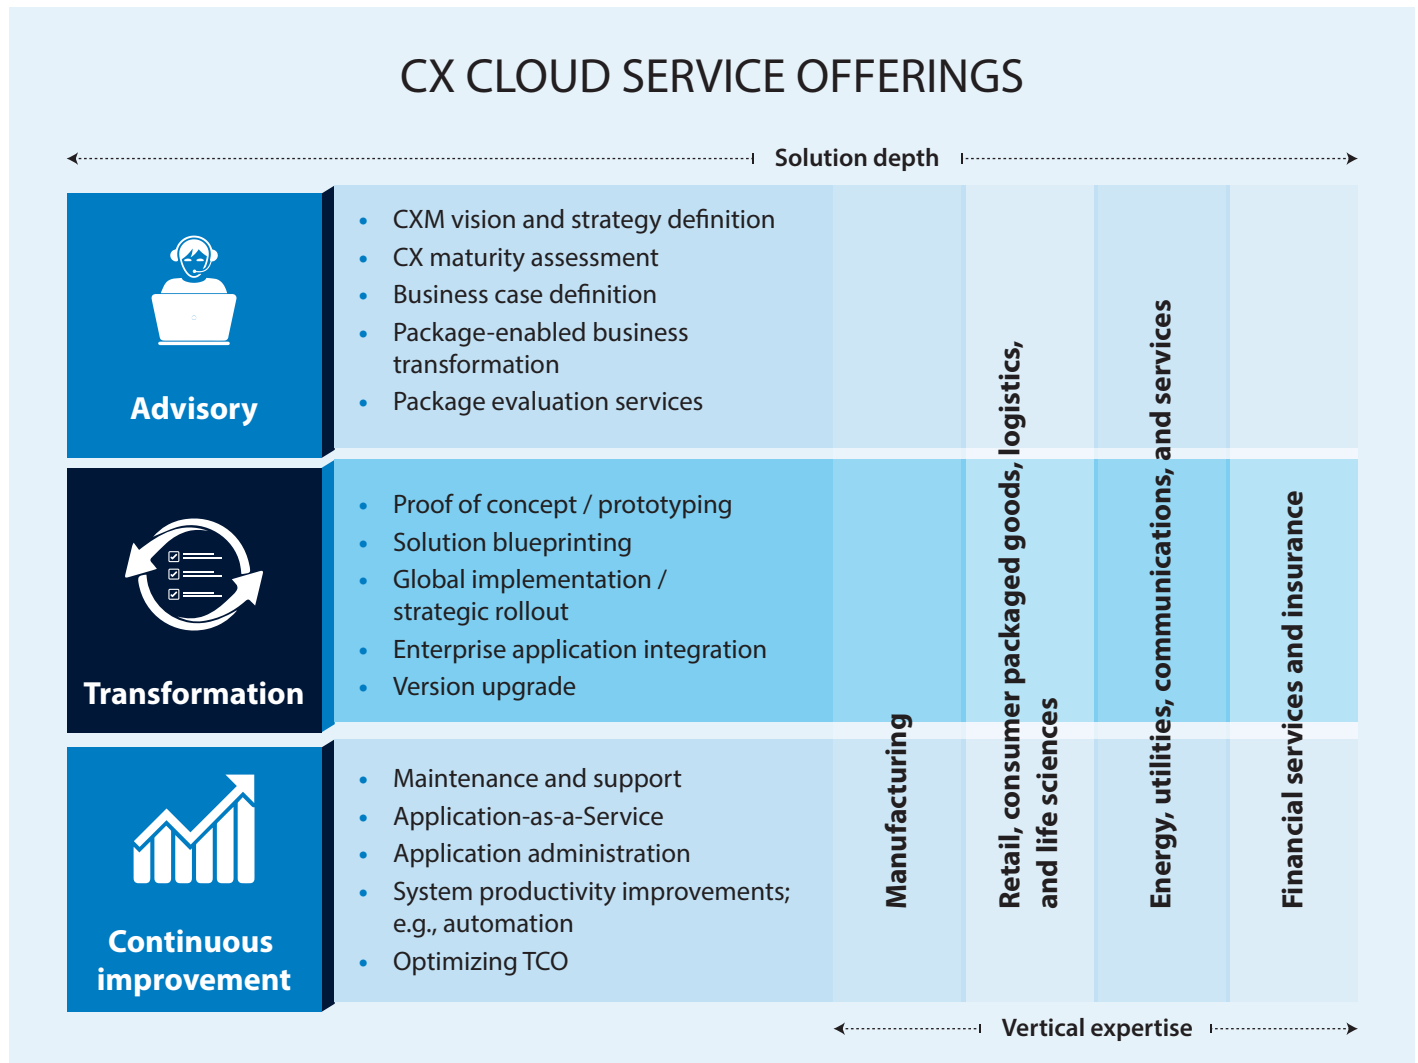 CX CLOUD SERVICE OFFERINGS
Solution depth
Advisory
• CXM vision and strategy definition
• CX maturity assessment
• Business case definition
• Package-enabled business
transformation
• Package evaluation services
Transformation
• Proof of concept / prototyping
• Solution blueprinting
• Global implementation /
strategic rollout
• Enterprise application integration
• Version upgrade
Continuous
improvement
• Maintenance and support
• Application-as-a-Service
• Application administration
• System productivity improvements;
e.g., automation
• Optimizing TCO
Manufacturing
Retail, consumer packaged goods, logistics,
and life sciences
Energy, utilities, communications, and services
Financial services and insurance
Vertical expertise